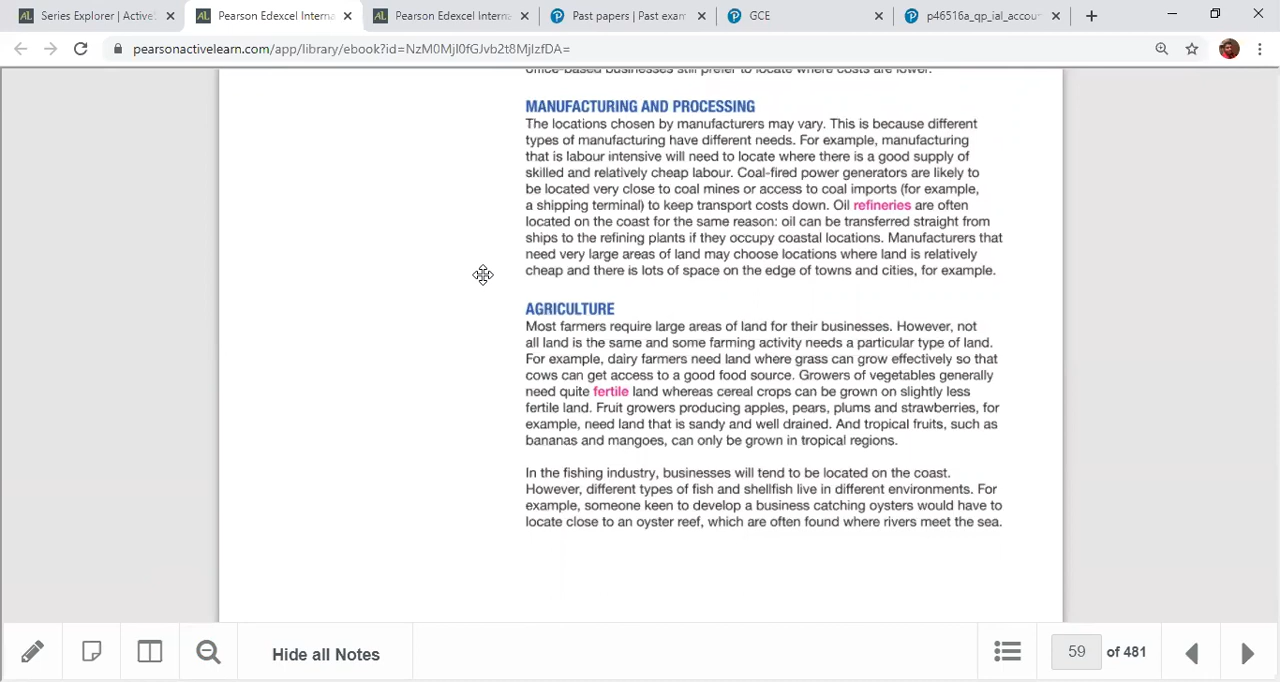 Series Explorer | Active
Pearson Edexcel Interna
Pearson Edexcel Intern
Past papers | Past exam
GCE
p46516a_qp_ial_accou
pearsonactivelearn.com/app/library/ebook?id=
office-based businesses still prefer to locate where costs are lower.
MANUFACTURING AND PROCESSING
The locations chosen by manufacturers may vary. This is because different
types of manufacturing have different needs. For example, manufacturing
that is labour intensive will need to locate where there is a good supply of
skilled and relatively cheap labour. Coal-fired power generators are likely to
be located very close to coal mines or access to coal imports (for example,
a shipping terminal) to keep transport costs down. Oil refineries are often
located on the coast for the same reason: oil can be transferred straight from
ships to the refining plants if they occupy coastal locations. Manufacturers that
need very large areas of land may choose locations where land is relatively
cheap and there is lots of space on the edge of towns and cities, for example.
AGRICULTURE
Most farmers require large areas of land for their businesses. However, not
all land is the same and some farming activity needs a particular type of land.
For example, dairy farmers need land where grass can grow effectively so that
cows can get access to a good food source. Growers of vegetables generally
need quite fertile land whereas cereal crops can be grown on slightly less
fertile land. Fruit growers producing apples, pears, plums and strawberries, for
example, need land that is sandy and well drained. And tropical fruits, such as
bananas and mangoes, can only be grown in tropical regions.
In the fishing industry, businesses will tend to be located on the coast.
However, different types of fish and shellfish live in different environments. For
example, someone keen to develop a business catching oysters would have to
locate close to an oyster reef, which are often found where rivers meet the sea.
Hide all Notes
59 of 481